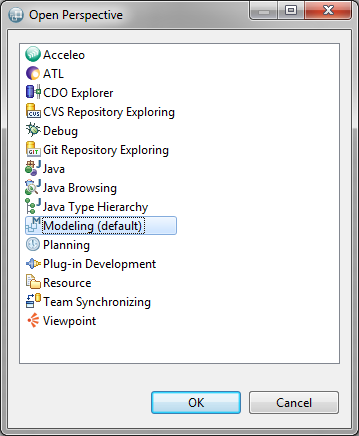 Open Perspective
Acceleo
ATL
CDO Explorer
CVS Repository Exploring
Debug
Git Repository Exploring
Java
Java Browsing
Java Type Hierarchy
Modeling (default)
Planning
Plug-in Development
Resource
Team Synchronizing
Viewpoint
OK
Cancel